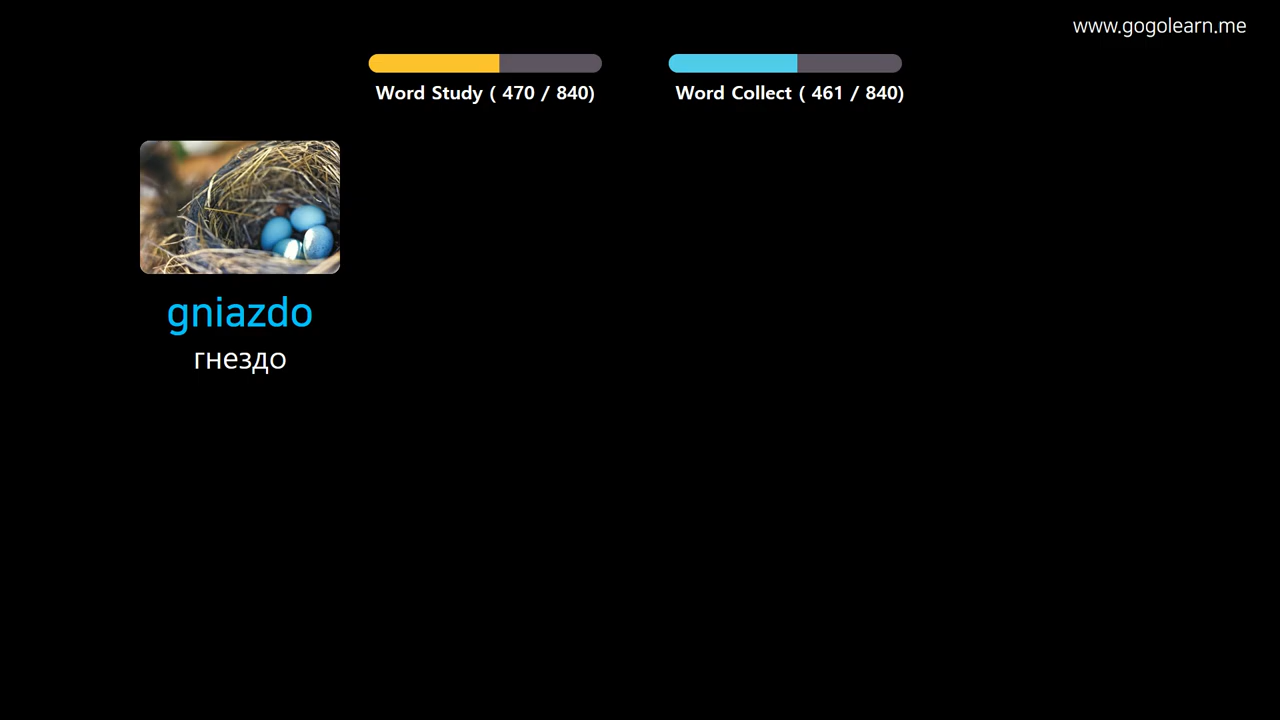 www.gogolearn.me
Word Study ( 470 / 840)
Word Collect ( 461 / 840)
gniazdo
гнездо